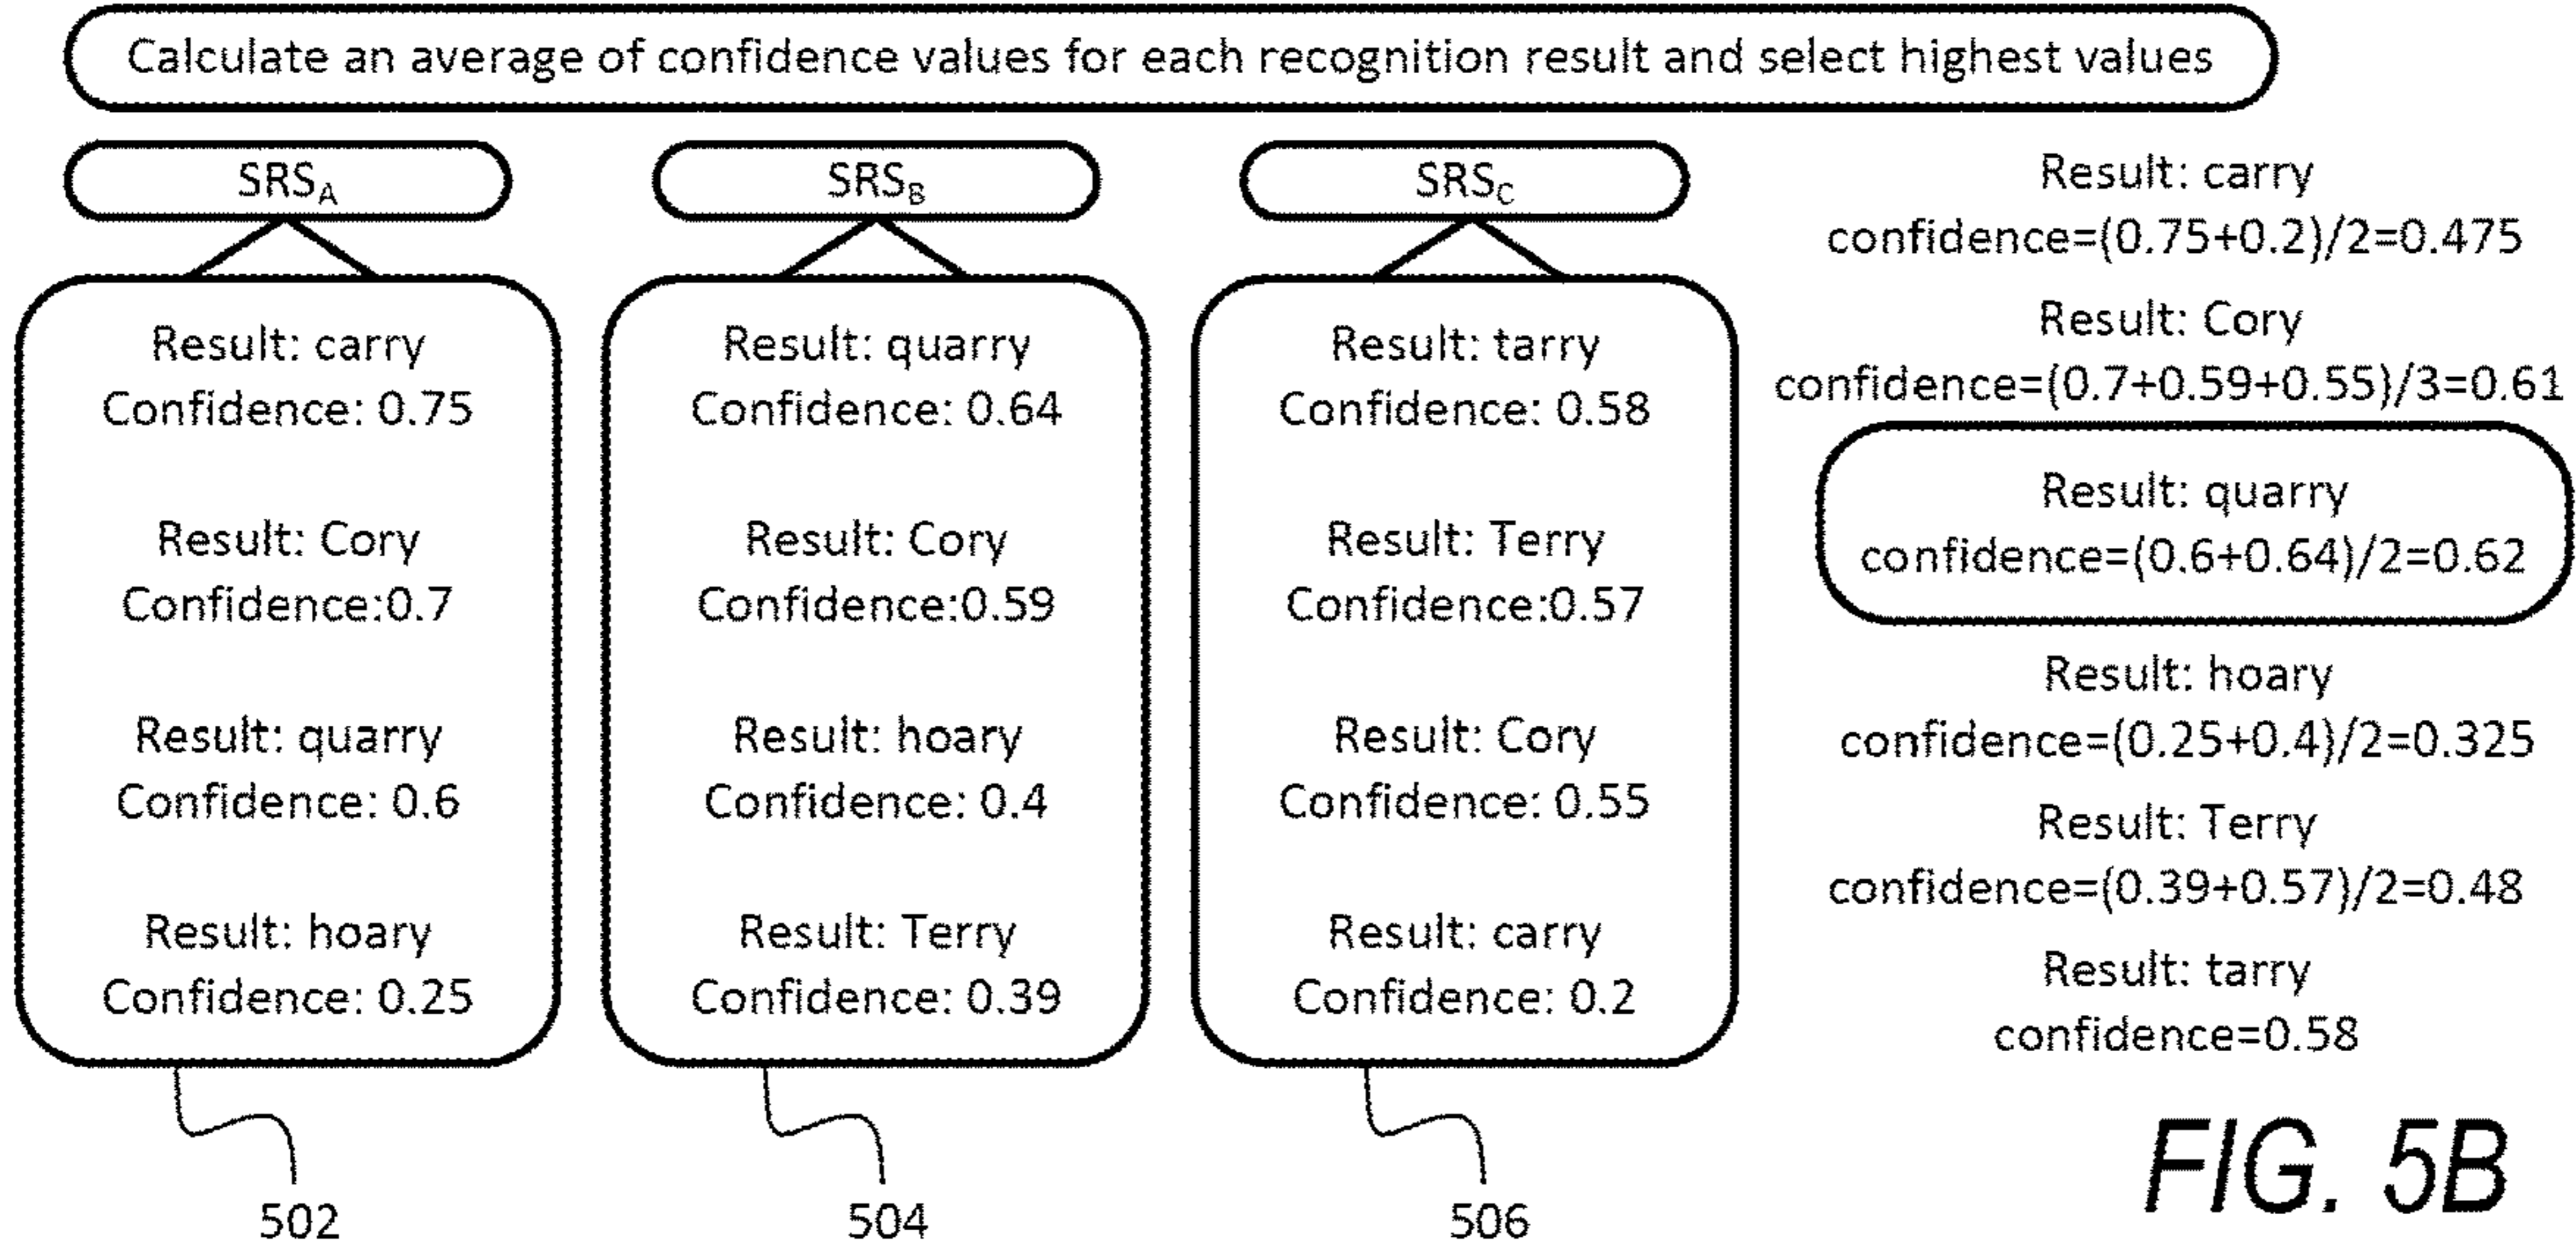 Calculate an average of confidence values for each recognition result and select highest values
SRSA
Result: carry
Confidence: 0.75
Result: Cory
Confidence:0.7
Result: quarry
Confidence: 0.6
Result: hoary
Confidence: 0.25
502
SRSB
Result: quarry
Confidence: 0.64
Result: Cory
Confidence:0.59
Result: hoary
Confidence: 0.4
Result: Terry
Confidence: 0.39
504
SRSC
Result: tarry
Confidence: 0.58
Result: Terry
Confidence:0.57
Result: Cory
Confidence: 0.55
Result: carry
Confidence: 0.2
506
Result: carry
confidence=(0.75+0.2)/2=0.475
Result: Cory
confidence=(0.7+0.59+0.55)/3=0.61
Result: quarry
confidence=(0.6+0.64)/2=0.62
Result: hoary
confidence=(0.25+0.4)/2=0.325
Result: Terry
confidence=(0.39+0.57)/2=0.48
Result: tarry
confidence=0.58
FIG. 5B